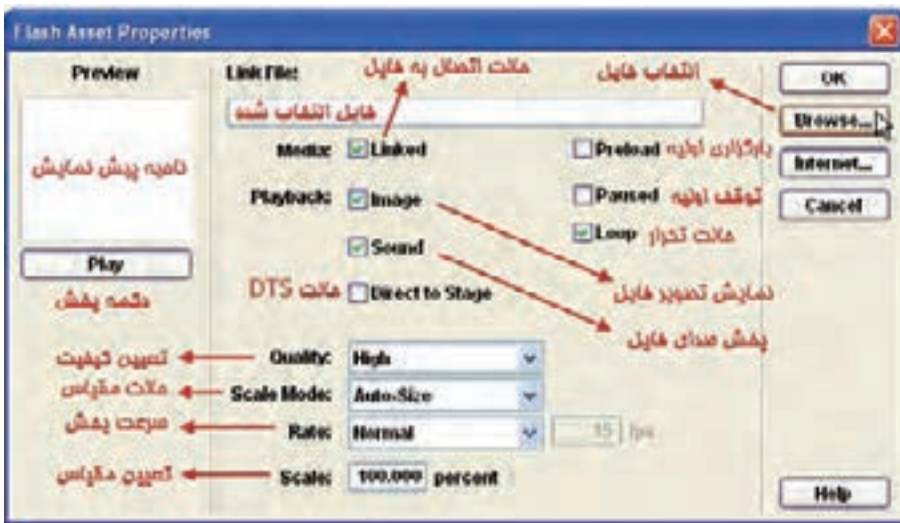 Flash Asset Properties
Preview
Link File:
حالت اتصال به فایل
انتخاب فایل
OK
فایل انتخاب شده
Browse...
Media:
Linked
Preload
بارگزاری اولیه
Internet...
ناحیه پیش نمایش
Playback:
Image
Paused
توقف اولیه
Cancel
Sound
Loop
حالت تکرار
Play
حالت DTS
Direct to Stage
نمایش تصویر فایل
دکمه پخش
پخش صدای فایل
تعیین کیفیت
Quality:
High
حالات مقیاس
Scale Mode:
Auto-Size
سرعت پخش
Rate:
Normal
15
fps
تعیین مقیاس
Scale:
100.000 percent
Help